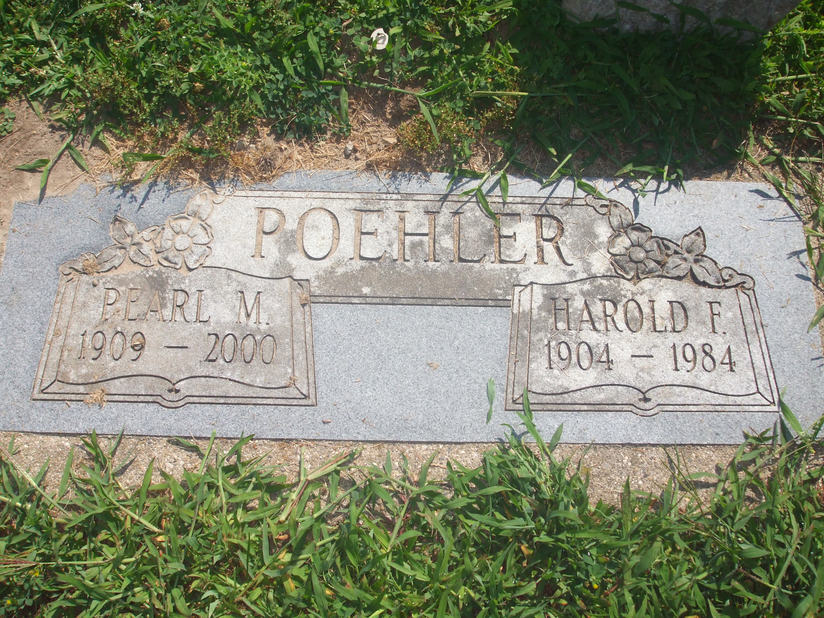 POEHLER
PEARL M.
1909 – 2000
HAROLD F.
1904 – 1984